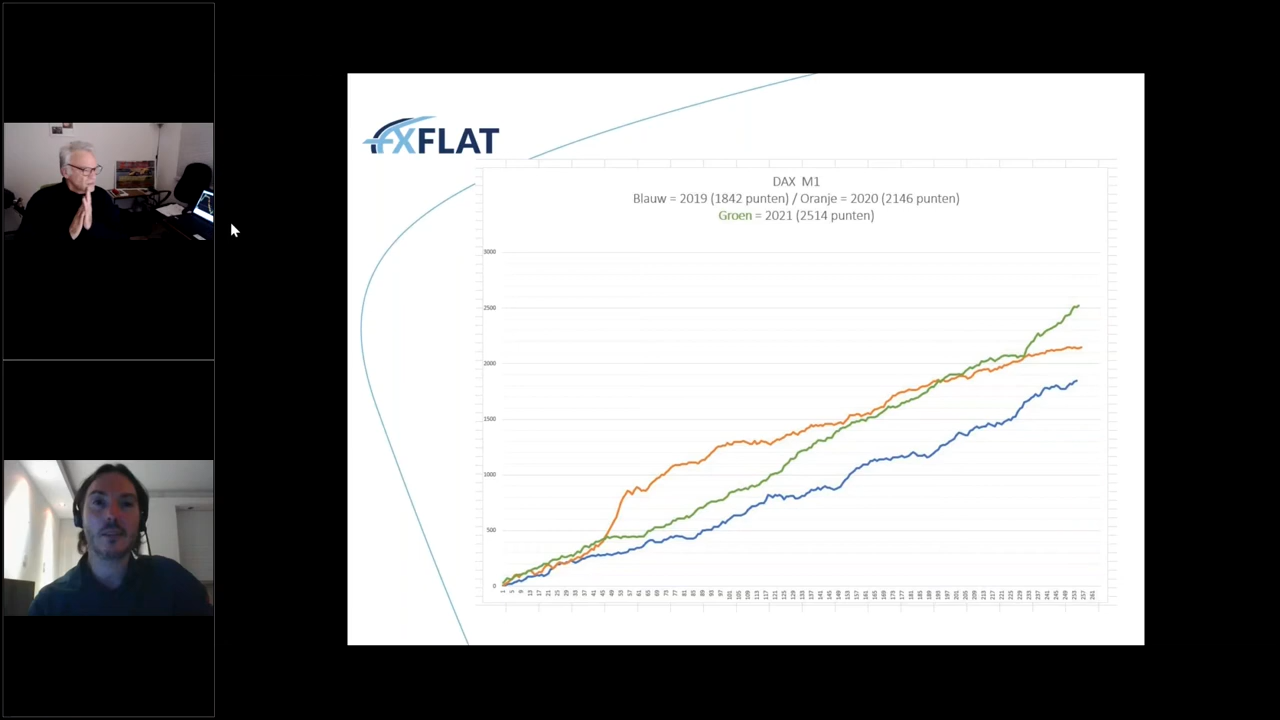 FXFLAT
DAX M1
Blauw = 2019 (1842 punten) / Oranje = 2020 (2146 punten)
Groen = 2021 (2514 punten)
3000
2500
2000
1500
1000
500
0